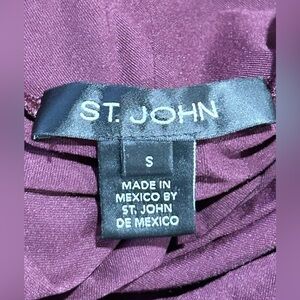 ST. JOHN
S
MADE IN
MEXICO BY
ST. JOHN
DE MEXICO